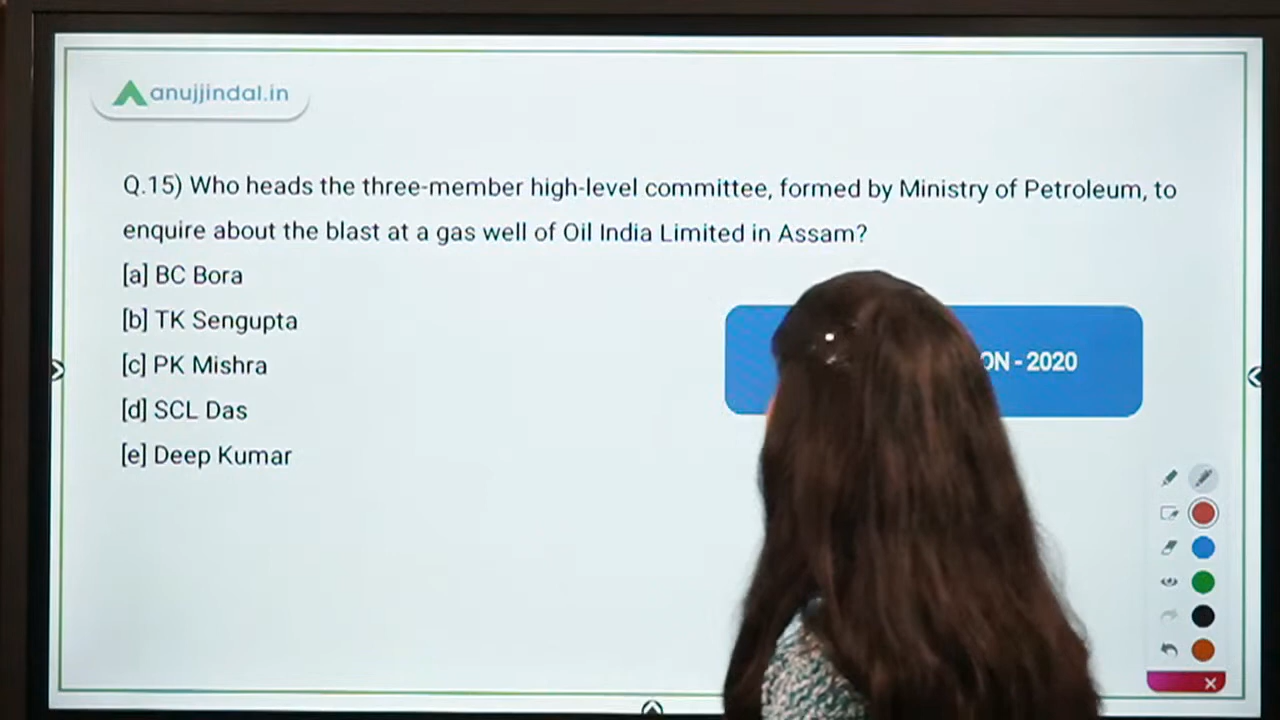 anujjindal.in
Q.15) Who heads the three-member high-level committee, formed by Ministry of Petroleum, to
enquire about the blast at a gas well of Oil India Limited in Assam?
[a] BC Bora
[b] TK Sengupta
[c] PK Mishra
[d] SCL Das
[e] Deep Kumar
- 2020